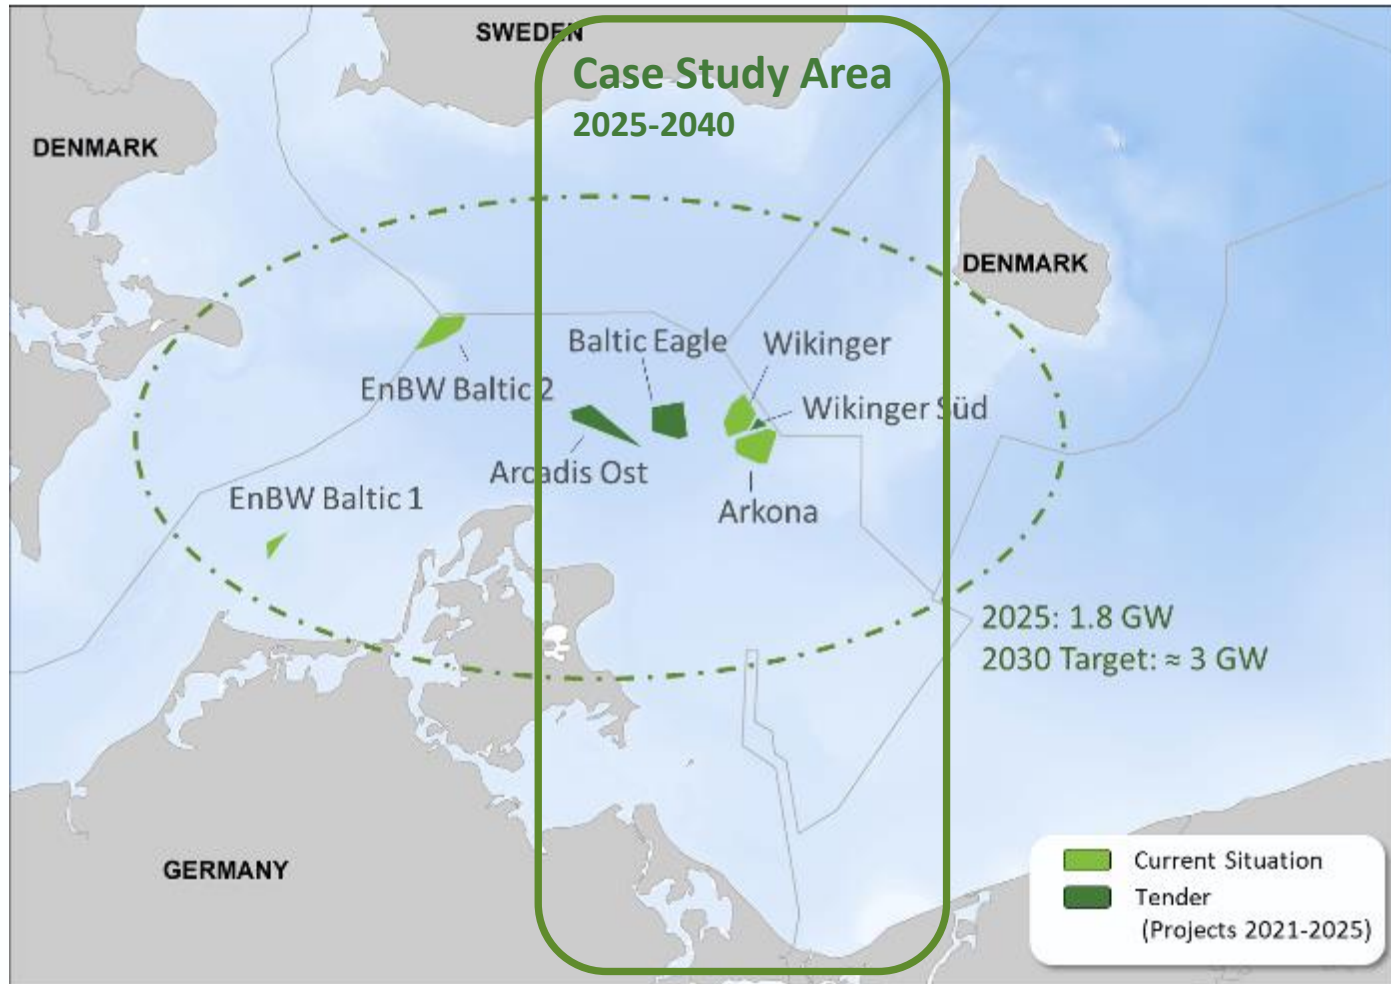 SWEDEN
Case Study Area
2025-2040
DENMARK
DENMARK
Baltic Eagle
Wikinger
EnBW Baltic 2
Wikinger Süd
Arcadis Ost
EnBW Baltic 1
Arkona
2025: 1.8 GW
2030 Target: ≈ 3 GW
GERMANY
Current Situation
Tender
(Projects 2021-2025)